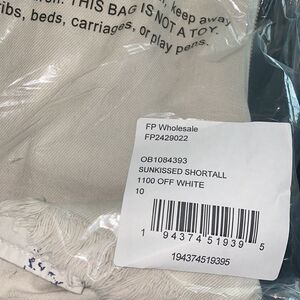 THIS BAG IS NOT A TOY.
keep away
ribs, beds, carriages, or play pens.
FP Wholesale
FP2429022
OB1084393
SUNKISSED SHORTALL
1100 OFF WHITE
10
1 94374 51939 5
194374519395